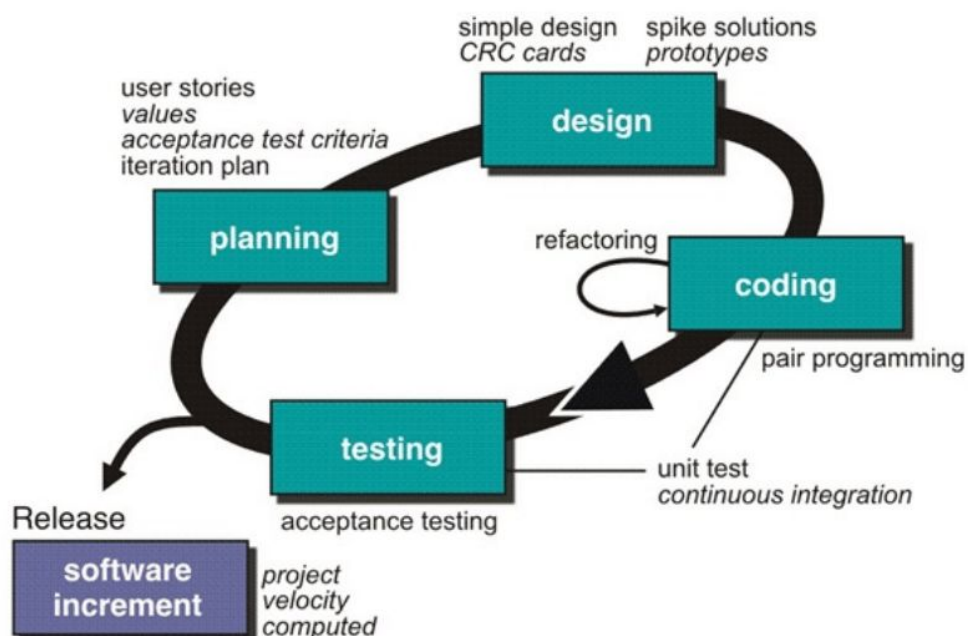 simple design
CRC cards
spike solutions
prototypes
design
user stories
values
acceptance test criteria
iteration plan
planning
refactoring
coding
pair programming
testing
unit test
continuous integration
acceptance testing
Release
software
increment
project
velocity
computed